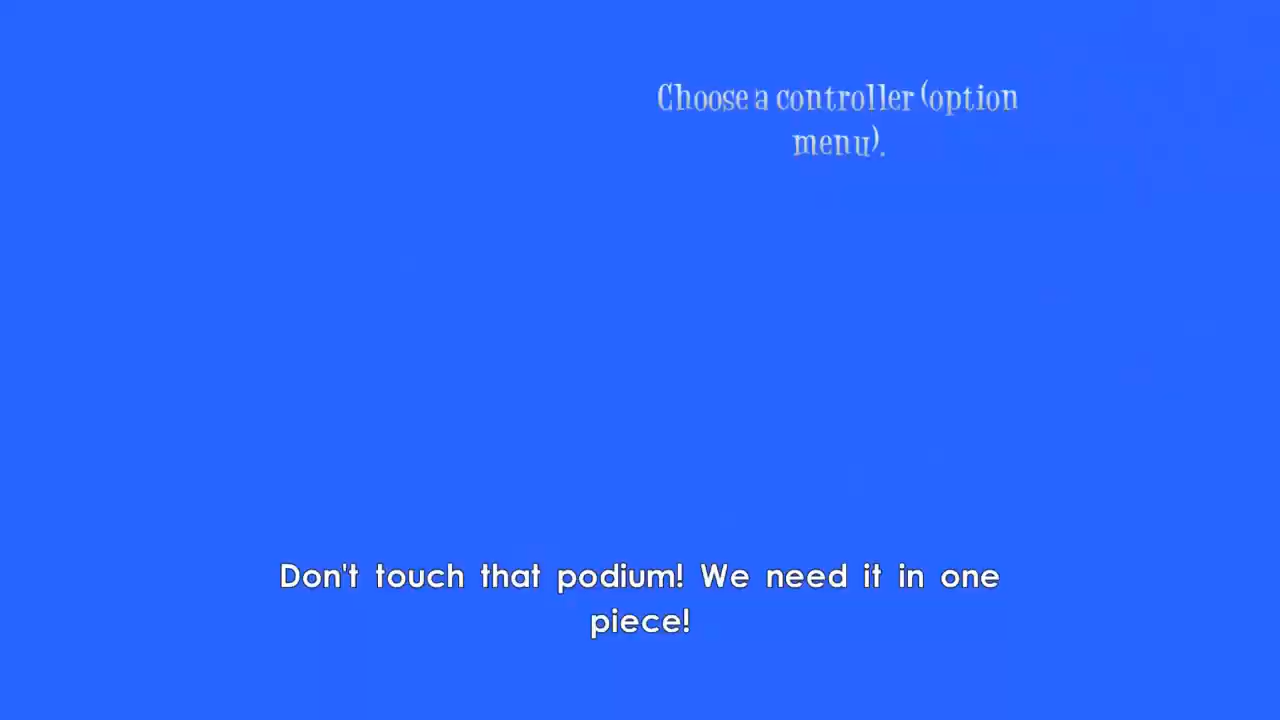 Choose a controller (option
menu).
Don't touch that podium! We need it in one
piece!